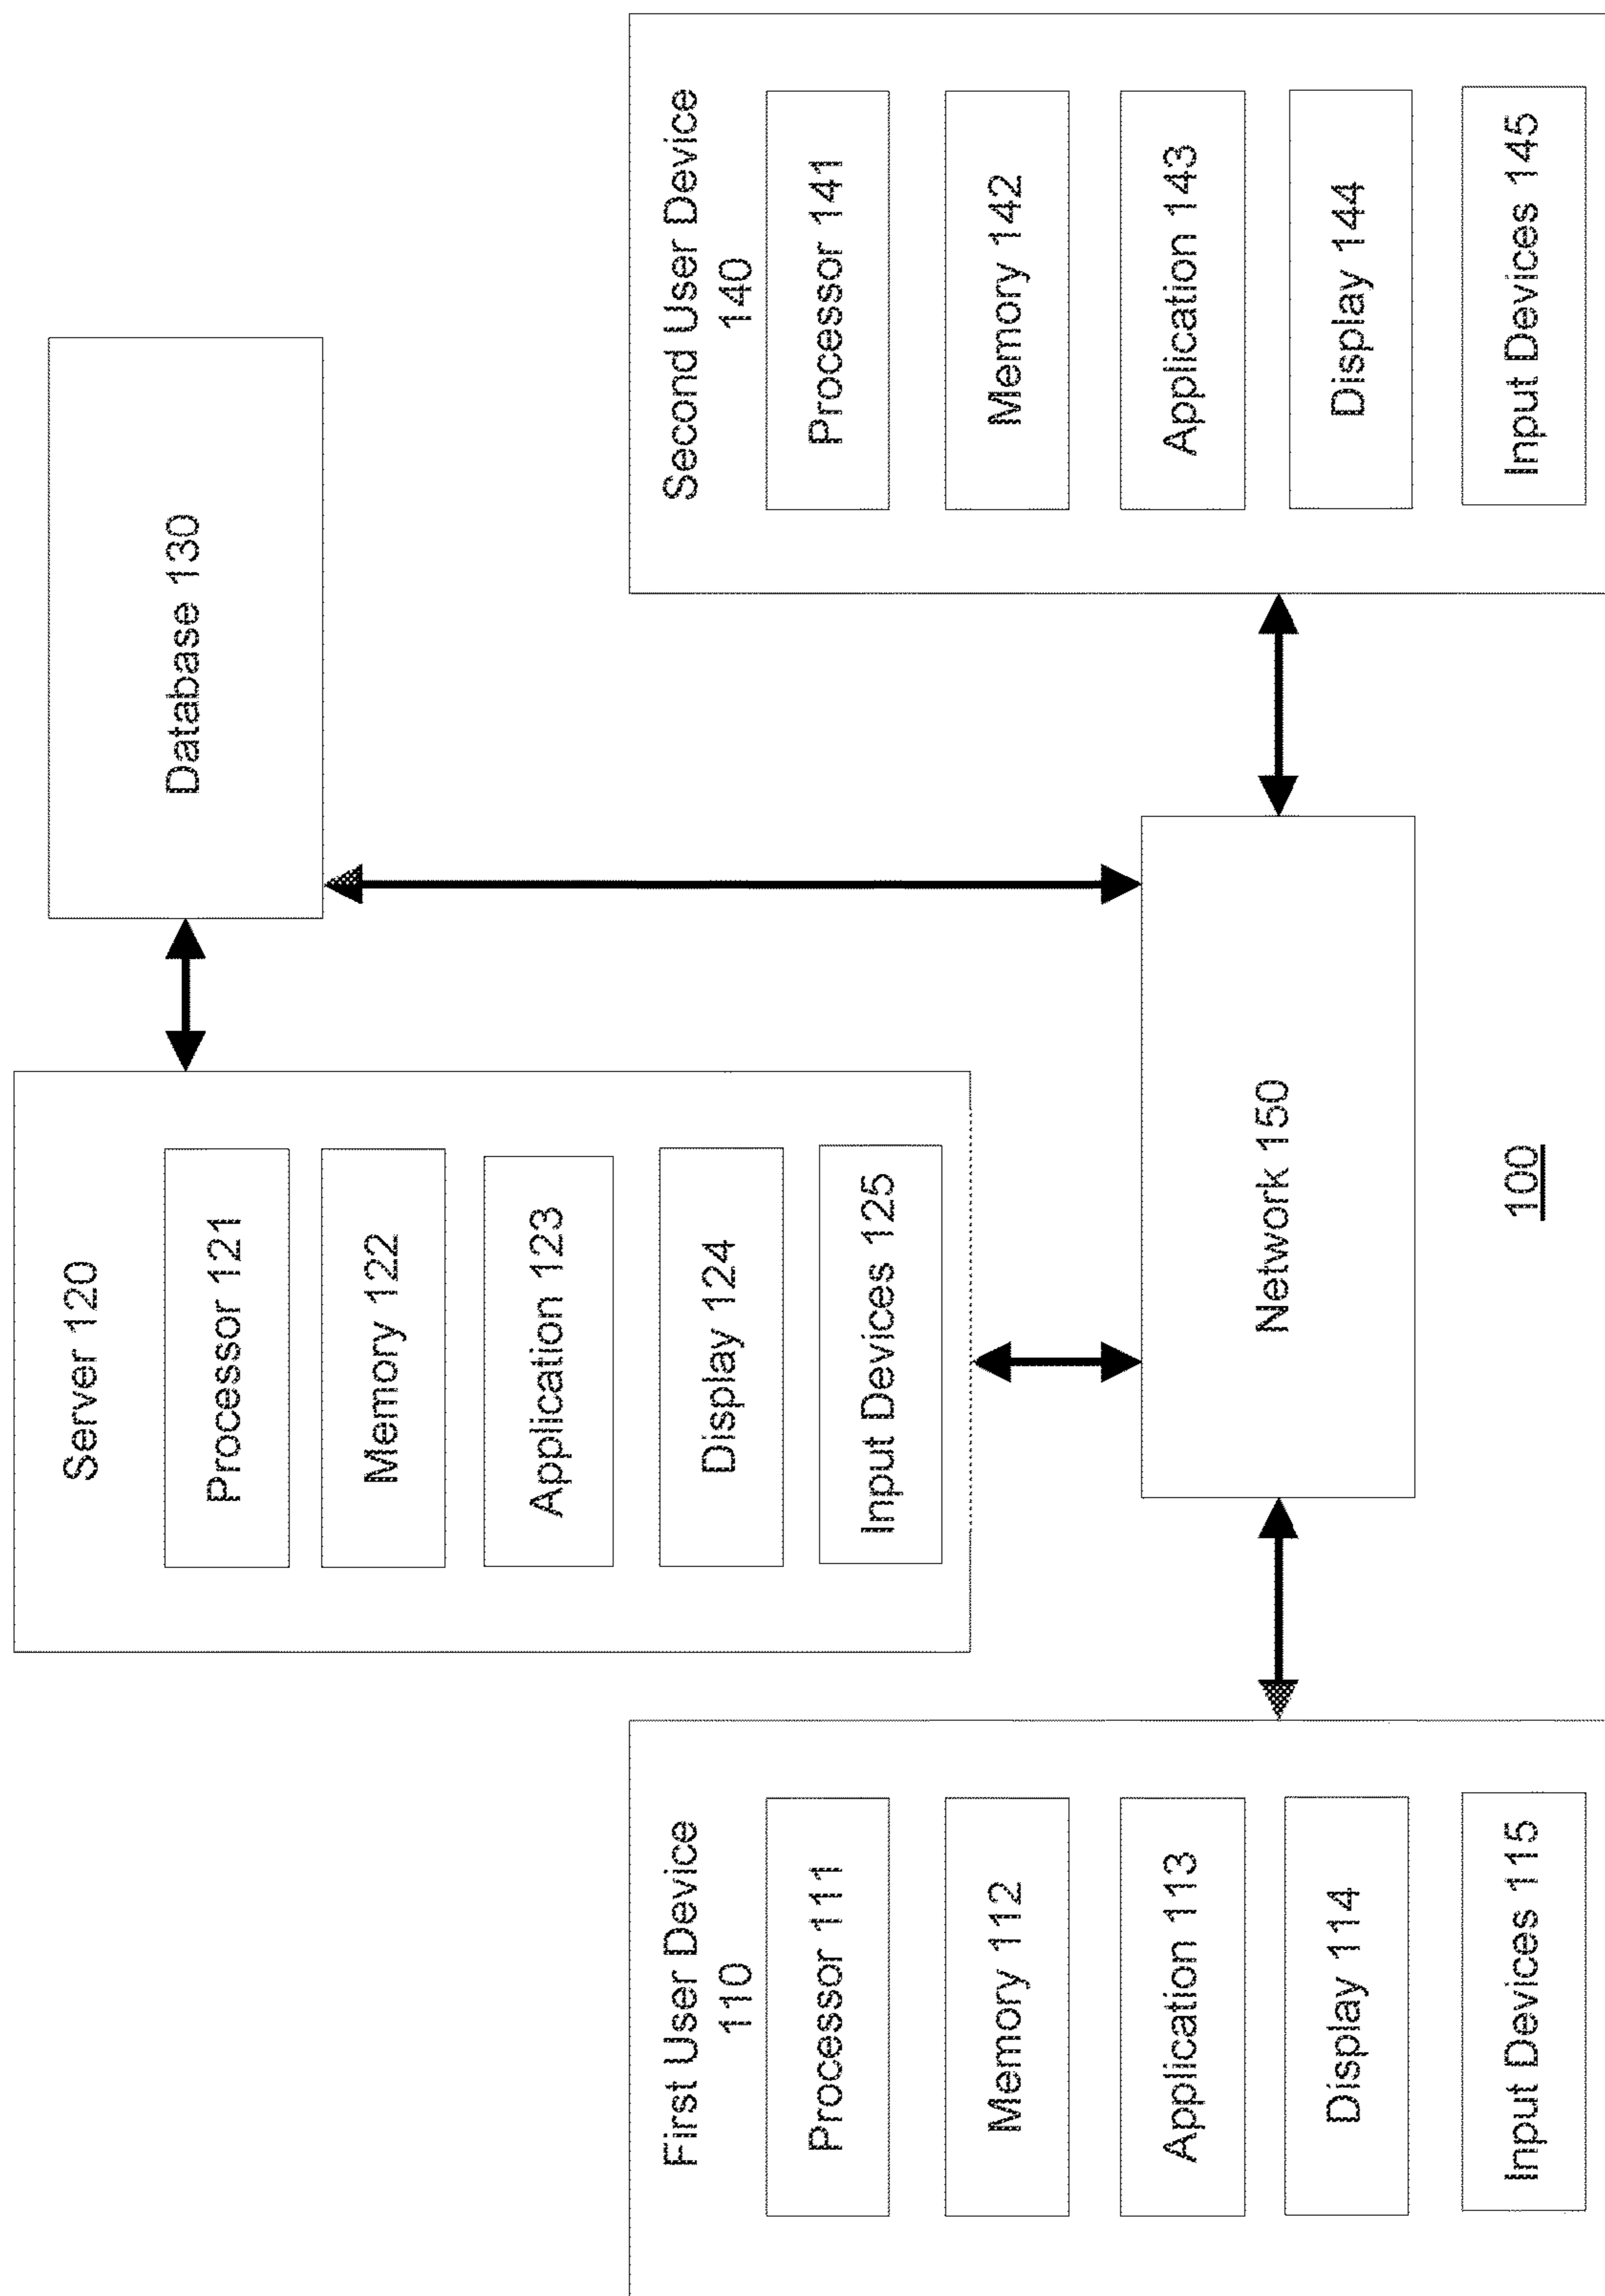 Server 120
Processor 121
Memory 122
Application 123
Display 124
Input Devices 125
Database 130
First User Device
110
Processor 111
Memory 112
Application 113
Display 114
Input Devices 115
Network 150
100
Second User Device
140
Processor 141
Memory 142
Application 143
Display 144
Input Devices 145